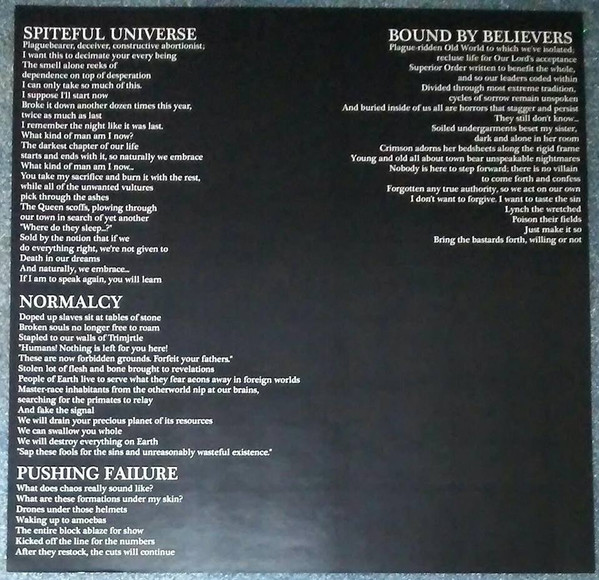 SPITEFUL UNIVERSE
Plaguebearer, deceiver, constructive abortionist;
I want this to decimate your every being
The smell alone reeks of
dependence on top of desperation
I can only take so much of this.
I suppose I'll start now
Broke it down another dozen times this year,
twice as much as last
I remember the night like it was last.
What kind of man am I now?
The darkest chapter of our life
starts and ends with it, so naturally we embrace
What kind of man am I now...
You take my sacrifice and burn it with the rest,
while all of the unwanted vultures
pick through the ashes
The Queen scoffs, plowing through
our town in search of yet another
"Where do they sleep...?"
Sold by the notion that if we
do everything right, we're not given to
Death in our dreams
And naturally, we embrace...
If I am to speak again, you will learn
NORMALCY
Doped up slaves sit at tables of stone
Broken souls no longer free to roam
Stapled to our walls of Trimjrtle
"Humans! Nothing is left for you here!
These are now forbidden grounds. Forfeit your fathers."
Stolen lot of flesh and bone brought to revelations
People of Earth live to serve what they fear aeons away in foreign worlds
Master-race inhabitants from the otherworld nip at our brains,
searching for the primates to relay
And fake the signal
We will drain your precious planet of its resources
We can swallow you whole
We will destroy everything on Earth
"Sap these fools for the sins and unreasonably wasteful existence."
PUSHING FAILURE
What does chaos really sound like?
What are these formations under my skin?
Drones under those helmets
Waking up to amoebas
The entire block ablaze for show
Kicked off the line for the numbers
After they restock, the cuts will continue
BOUND BY BELIEVERS
Plague-ridden Old World to which we've isolated;
recluse life for Our Lord's acceptance
Superior Order written to benefit the whole,
and so our leaders coded within
Divided through most extreme tradition,
cycles of sorrow remain unspoken
And buried inside of us all are horrors that stagger and persist
They still don't know...
Soiled undergarments beset my sister,
dark and alone in her room
Crimson adorns her bedsheets along the rigid frame
Young and old all about town bear unspeakable nightmares
Nobody is here to step forward; there is no villain
to come forth and confess
Forgotten any true authority, so we act on our own
I don't want to forgive. I want to taste the sin
Lynch the wretched
Poison their fields
Just make it so
Bring the bastards forth, willing or not